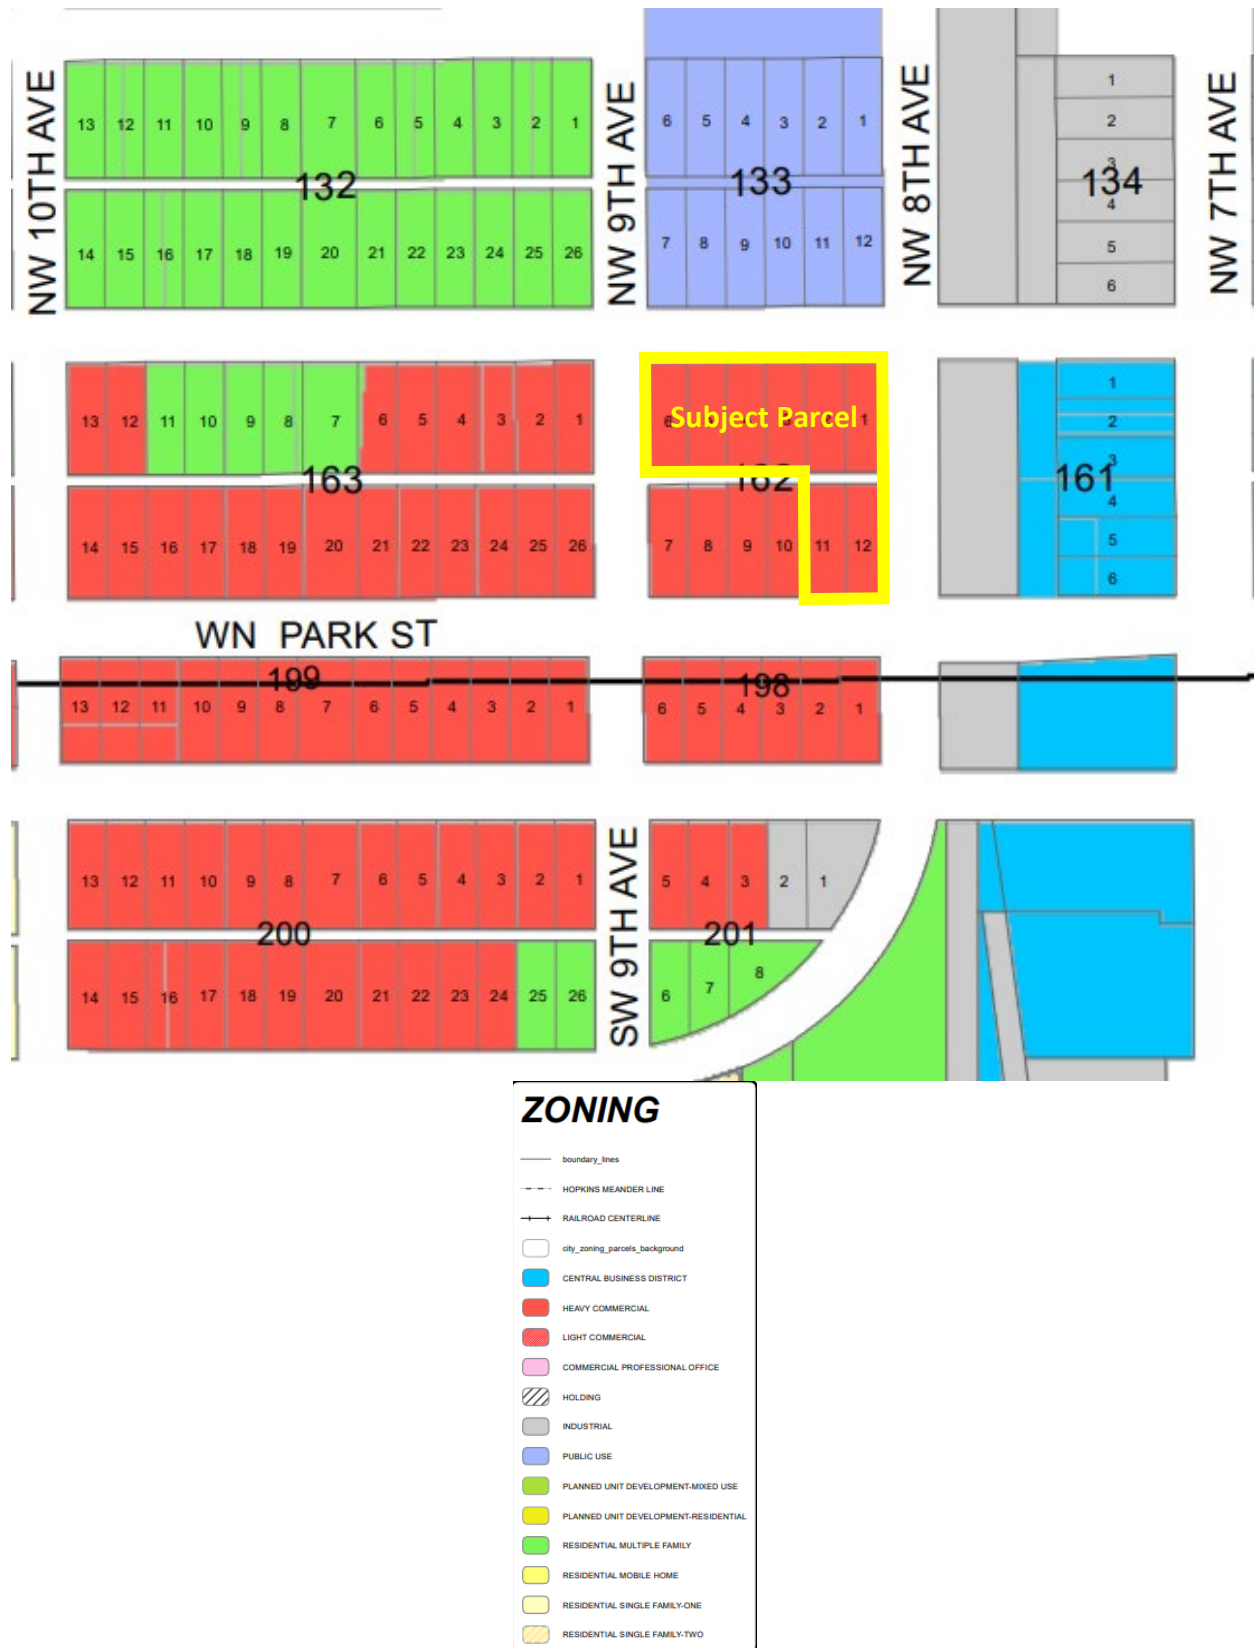 NW 10TH AVE
NW 9TH AVE
NW 8TH AVE
NW 7TH AVE
13 12 11 10 9 8 7 6 5 4 3 2 1
132
14 15 16 17 18 19 20 21 22 23 24 25 26
6 5 4 3 2 1
133
7 8 9 10 11 12
1
2
3
134
4
5
6
13 12 11 10 9 8 7 6 5 4 3 2 1
163
14 15 16 17 18 19 20 21 22 23 24 25 26
6 1
Subject Parcel
162
7 8 9 10 11 12
1
2
3
161
4
5
6
WN PARK ST
199
13 12 11 10 9 8 7 6 5 4 3 2 1
198
6 5 4 3 2 1
13 12 11 10 9 8 7 6 5 4 3 2 1
200
14 15 16 17 18 19 20 21 22 23 24 25 26
SW 9TH AVE
5 4 3 2 1
201
6 7 8
ZONING
boundary_lines
HOPKINS MEANDER LINE
RAILROAD CENTERLINE
city_zoning_parcels_background
CENTRAL BUSINESS DISTRICT
HEAVY COMMERCIAL
LIGHT COMMERCIAL
COMMERCIAL PROFESSIONAL OFFICE
HOLDING
INDUSTRIAL
PUBLIC USE
PLANNED UNIT DEVELOPMENT-MIXED USE
PLANNED UNIT DEVELOPMENT-RESIDENTIAL
RESIDENTIAL MULTIPLE FAMILY
RESIDENTIAL MOBILE HOME
RESIDENTIAL SINGLE FAMILY-ONE
RESIDENTIAL SINGLE FAMILY-TWO